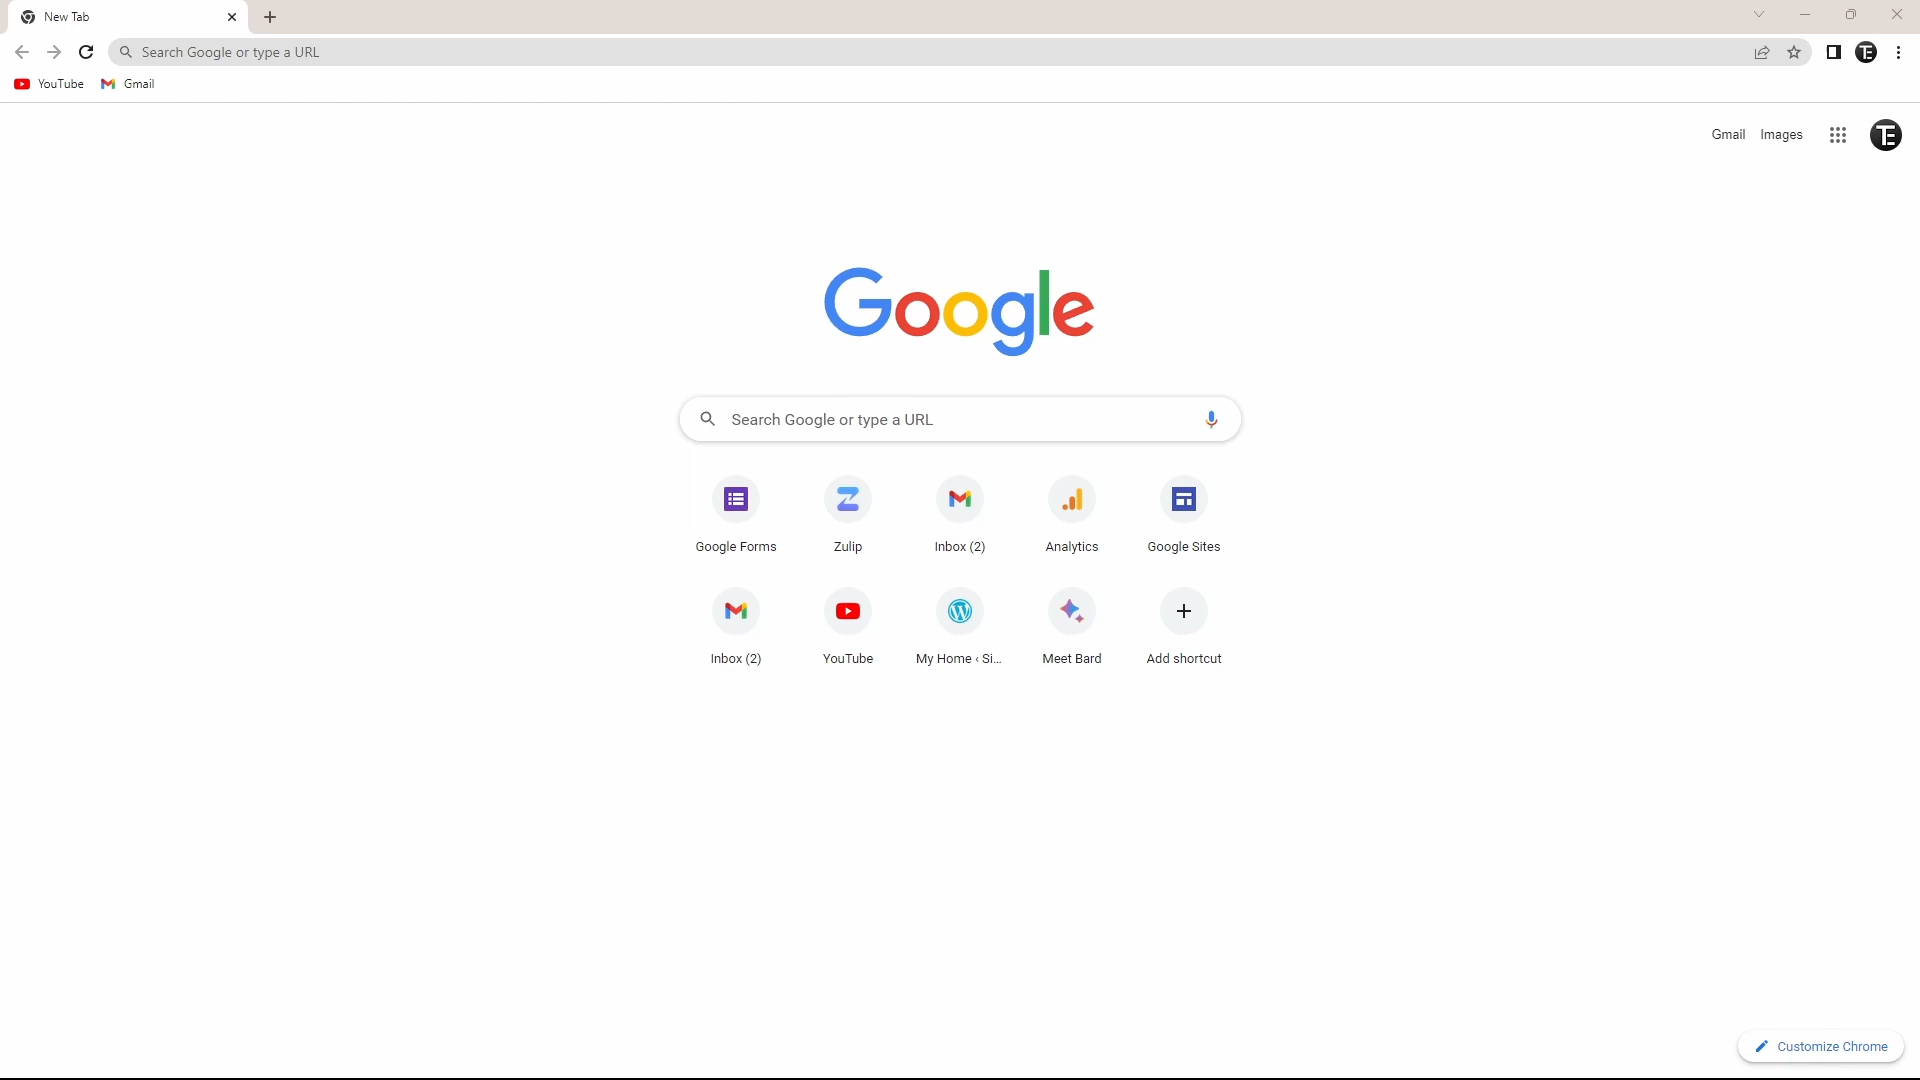 New Tab
Search Google or type a URL
YouTube Gmail
Gmail Images
TE
Google
Search Google or type a URL
Google Forms Zulip Inbox (2) Analytics Google Sites
Inbox (2) YouTube My Home ‹ Si... Meet Bard Add shortcut
Customize Chrome